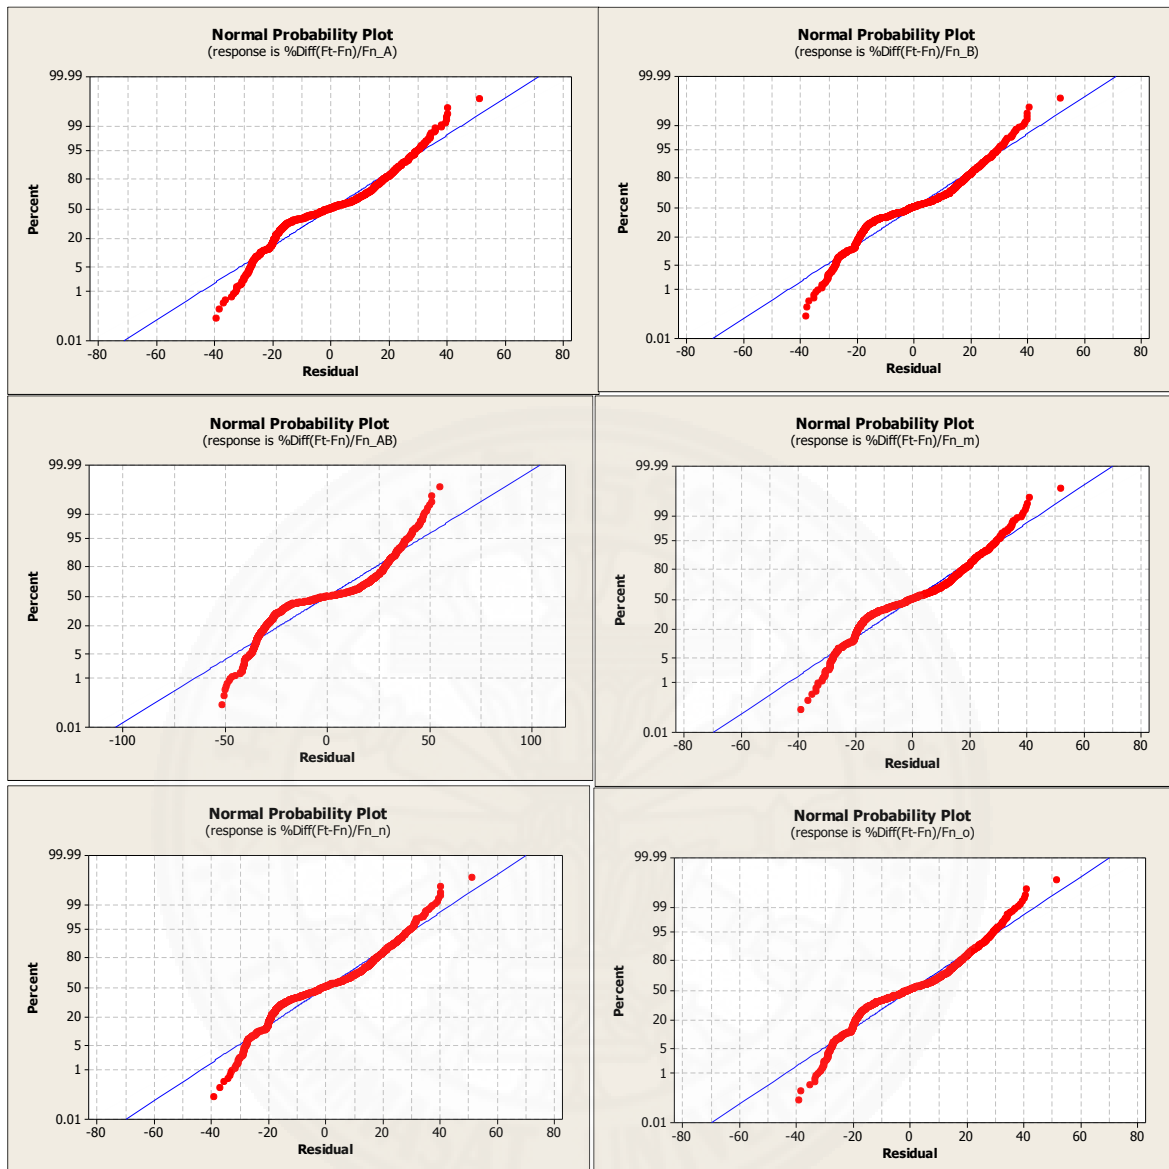 Normal Probability Plot
(response is %Diff(Ft-Fn)/Fn_A)
99.99
99
95
80
50
20
5
1
0.01
Percent
-80 -60 -40 -20 0 20 40 60 80
Residual
Normal Probability Plot
(response is %Diff(Ft-Fn)/Fn_B)
99.99
99
95
80
50
20
5
1
0.01
Percent
-80 -60 -40 -20 0 20 40 60 80
Residual
Normal Probability Plot
(response is %Diff(Ft-Fn)/Fn_AB)
99.99
99
95
80
50
20
5
1
0.01
Percent
-100 -50 0 50 100
Residual
Normal Probability Plot
(response is %Diff(Ft-Fn)/Fn_m)
99.99
99
95
80
50
20
5
1
0.01
Percent
-80 -60 -40 -20 0 20 40 60 80
Residual
Normal Probability Plot
(response is %Diff(Ft-Fn)/Fn_n)
99.99
99
95
80
50
20
5
1
0.01
Percent
-80 -60 -40 -20 0 20 40 60 80
Residual
Normal Probability Plot
(response is %Diff(Ft-Fn)/Fn_o)
99.99
99
95
80
50
20
5
1
0.01
Percent
-80 -60 -40 -20 0 20 40 60 80
Residual